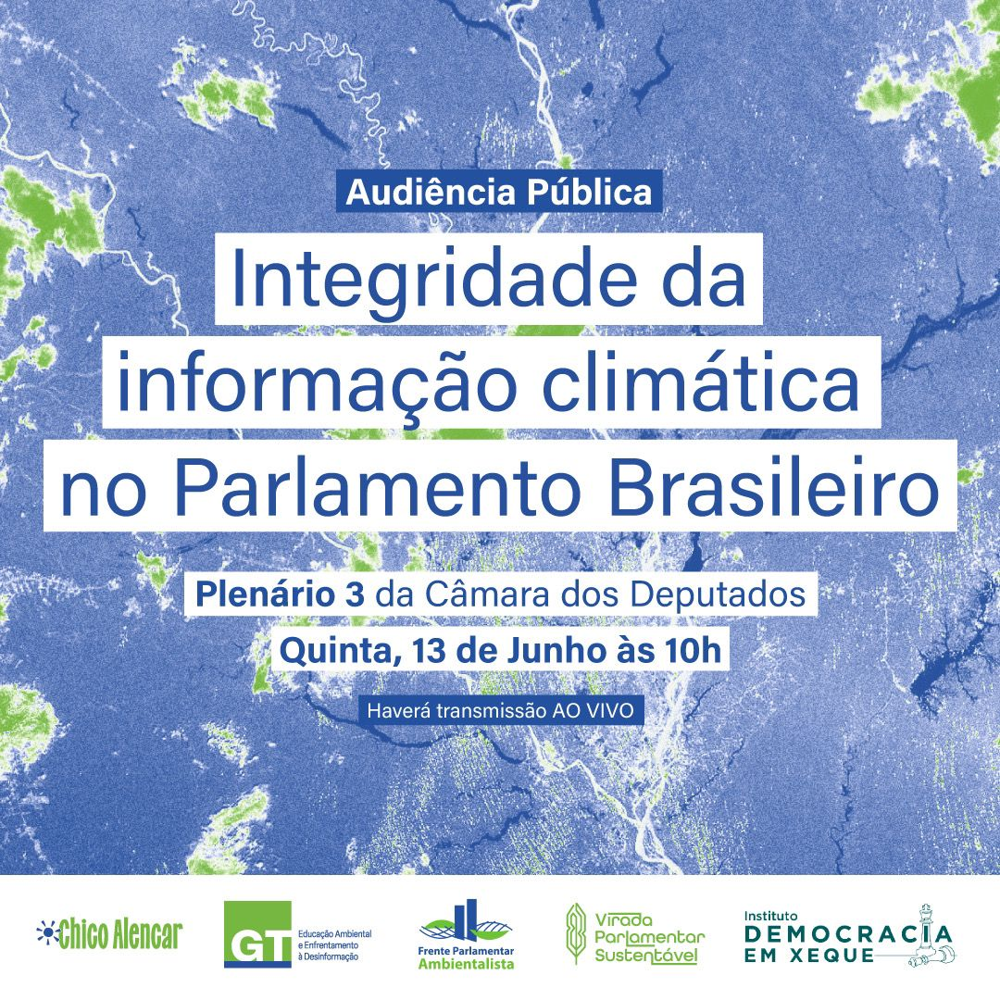 Audiência Pública
Integridade da
informação climática
no Parlamento Brasileiro
Plenário 3 da Câmara dos Deputados
Quinta, 13 de Junho às 10h
Haverá transmissão AO VIVO
Chico Alencar
GT
Educação Ambiental
e Enfrentamento
à Desinformação
Frente Parlamentar
Ambientalista
Virada
Parlamentar
Sustentável
Instituto
DEMOCRACIA
EM XEQUE